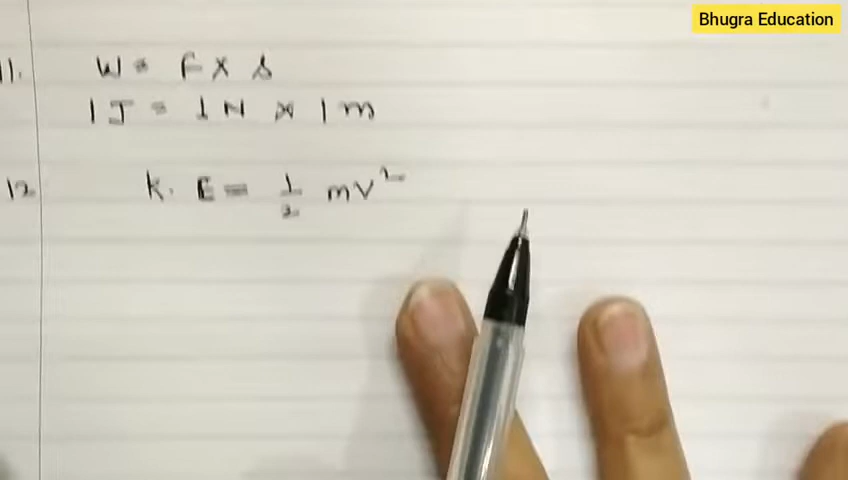 Bhugra Education
11. W = F x s
1 J = 1 N x 1 m
12 K. E = 1/2 mv²